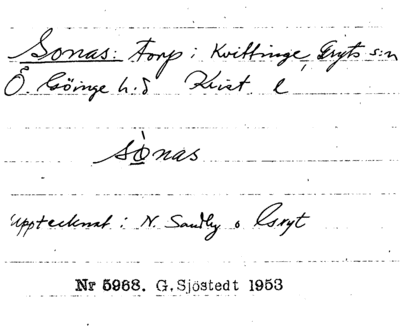 Sonas: torp i Kvittinge, Gryts s:n
Ö. Göinge h.d Krist l
sònas
Upptecknat i N. Sandby o Gryt
Nr 5968. G.Sjöstedt 1953